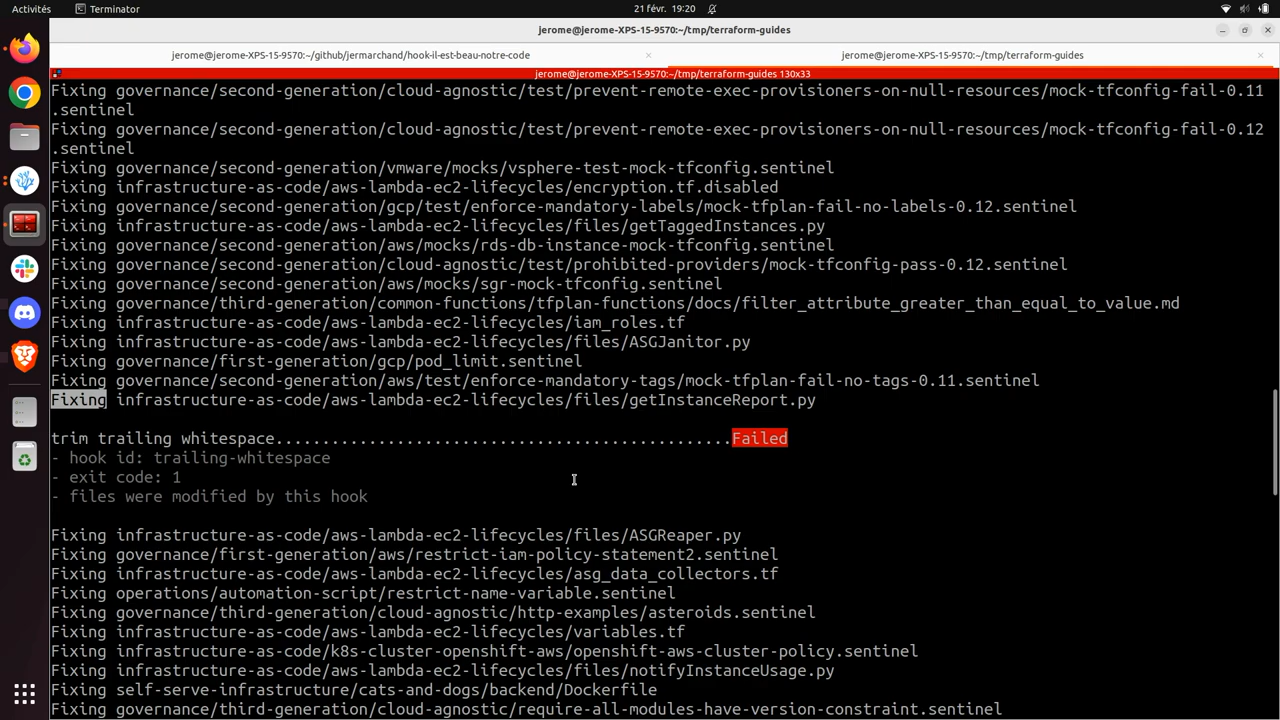 Activités
Terminator
21 févr. 19:20
jerome@jerome-XPS-15-9570:~/tmp/terraform-guides
jerome@jerome-XPS-15-9570:~/github/jermarchand/hook-il-est-beau-notre-code
jerome@jerome-XPS-15-9570:~/tmp/terraform-guides
jerome@jerome-XPS-15-9570:~/tmp/terraform-guides 130x33
Fixing governance/second-generation/cloud-agnostic/test/prevent-remote-exec-provisioners-on-null-resources/mock-tfconfig-fail-0.11
.sentinel
Fixing governance/second-generation/cloud-agnostic/test/prevent-remote-exec-provisioners-on-null-resources/mock-tfconfig-fail-0.12
.sentinel
Fixing governance/second-generation/vmware/mocks/vsphere-test-mock-tfconfig.sentinel
Fixing infrastructure-as-code/aws-lambda-ec2-lifecycles/encryption.tf.disabled
Fixing governance/second-generation/gcp/test/enforce-mandatory-labels/mock-tfplan-fail-no-labels-0.12.sentinel
Fixing infrastructure-as-code/aws-lambda-ec2-lifecycles/files/getTaggedInstances.py
Fixing governance/second-generation/aws/mocks/rds-db-instance-mock-tfconfig.sentinel
Fixing governance/second-generation/cloud-agnostic/test/prohibited-providers/mock-tfconfig-pass-0.12.sentinel
Fixing governance/second-generation/aws/mocks/sgr-mock-tfconfig.sentinel
Fixing governance/third-generation/common-functions/tfplan-functions/docs/filter_attribute_greater_than_equal_to_value.md
Fixing infrastructure-as-code/aws-lambda-ec2-lifecycles/iam_roles.tf
Fixing infrastructure-as-code/aws-lambda-ec2-lifecycles/files/ASGJanitor.py
Fixing governance/first-generation/gcp/pod_limit.sentinel
Fixing governance/second-generation/aws/test/enforce-mandatory-tags/mock-tfplan-fail-no-tags-0.11.sentinel
Fixing infrastructure-as-code/aws-lambda-ec2-lifecycles/files/getInstanceReport.py
trim trailing whitespace.................................................Failed
- hook id: trailing-whitespace
- exit code: 1
- files were modified by this hook
Fixing infrastructure-as-code/aws-lambda-ec2-lifecycles/files/ASGReaper.py
Fixing governance/first-generation/aws/restrict-iam-policy-statement2.sentinel
Fixing infrastructure-as-code/aws-lambda-ec2-lifecycles/asg_data_collectors.tf
Fixing operations/automation-script/restrict-name-variable.sentinel
Fixing governance/third-generation/cloud-agnostic/http-examples/asteroids.sentinel
Fixing infrastructure-as-code/aws-lambda-ec2-lifecycles/variables.tf
Fixing infrastructure-as-code/k8s-cluster-openshift-aws/openshift-aws-cluster-policy.sentinel
Fixing infrastructure-as-code/aws-lambda-ec2-lifecycles/files/notifyInstanceUsage.py
Fixing self-serve-infrastructure/cats-and-dogs/backend/Dockerfile
Fixing governance/third-generation/cloud-agnostic/require-all-modules-have-version-constraint.sentinel